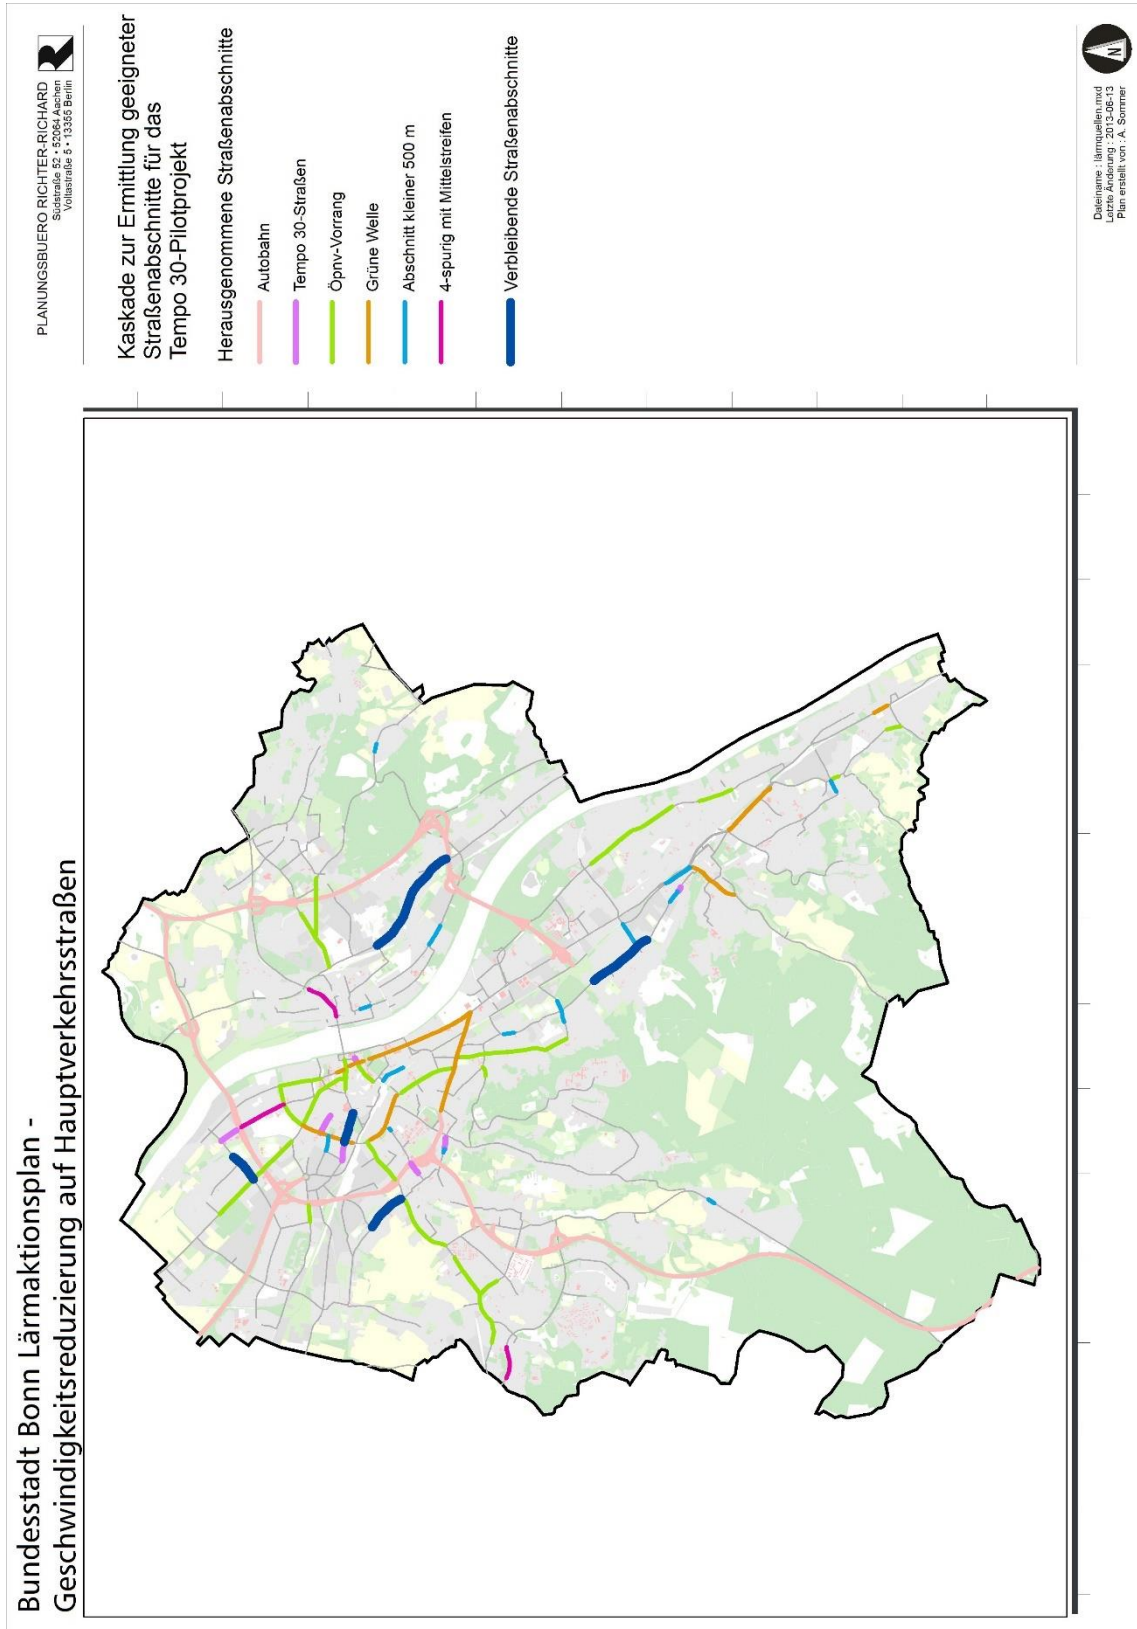 Bundesstadt Bonn Lärmaktionsplan -
Geschwindigkeitsreduzierung auf Hauptverkehrsstraßen
PLANUNGSBUERO RICHTER-RICHARD
Südstraße 52 • 52064 Aachen
Voltastraße 5 • 13355 Berlin
R
Kaskade zur Ermittlung geeigneter
Straßenabschnitte für das
Tempo 30-Pilotprojekt
Herausgenommene Straßenabschnitte
Autobahn
Tempo 30-Straßen
Öpnv-Vorrang
Grüne Welle
Abschnitt kleiner 500 m
4-spurig mit Mittelstreifen
Verbleibende Straßenabschnitte
Dateiname : lärmquellen.mxd
Letzte Änderung : 2013-06-13
Plan erstellt von : A. Sommer
N